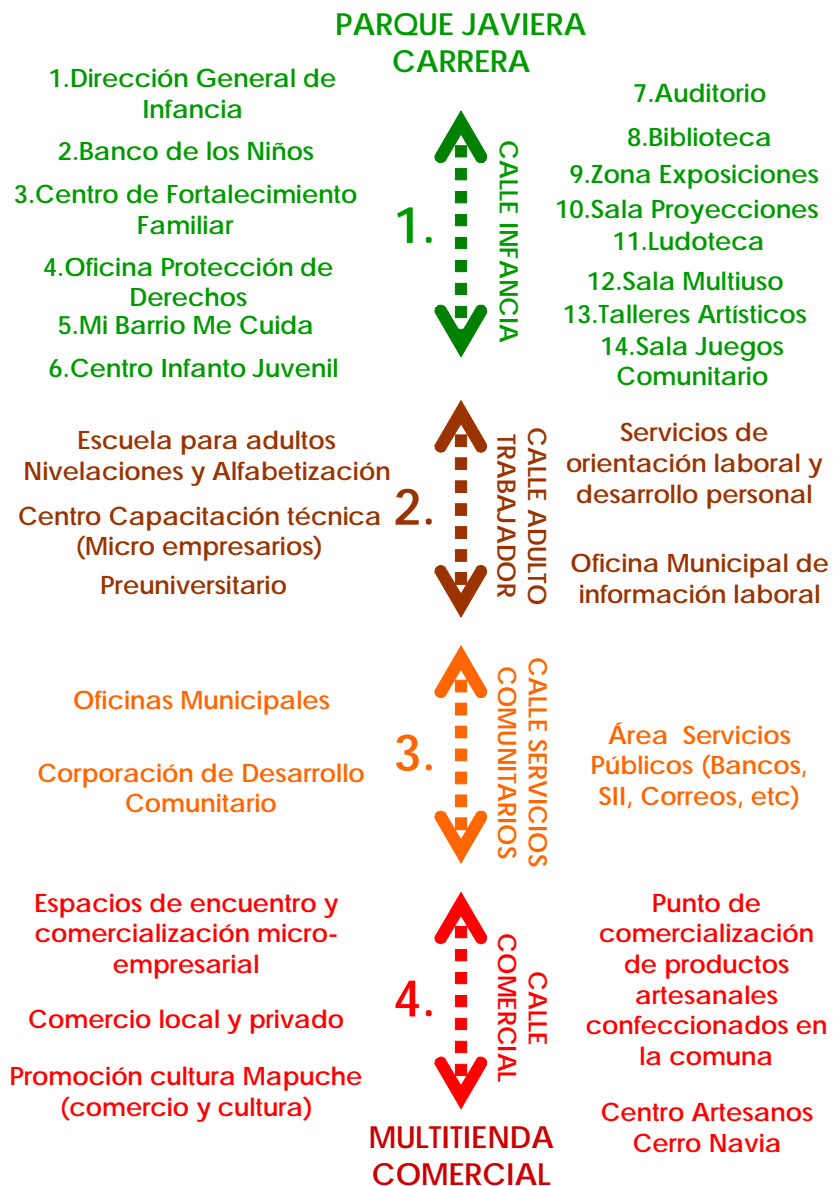 PARQUE JAVIERA
CARRERA
1.Dirección General de
Infancia
2.Banco de los Niños
3.Centro de Fortalecimiento
Familiar
4.Oficina Protección de
Derechos
5.Mi Barrio Me Cuida
6.Centro Infanto Juvenil
1.
CALLE INFANCIA
7.Auditorio
8.Biblioteca
9.Zona Exposiciones
10.Sala Proyecciones
11.Ludoteca
12.Sala Multiuso
13.Talleres Artísticos
14.Sala Juegos
Comunitario
Escuela para adultos
Nivelaciones y Alfabetización
Centro Capacitación técnica
(Micro empresarios)
Preuniversitario
2.
CALLE ADULTO
TRABAJADOR
Servicios de
orientación laboral y
desarrollo personal
Oficina Municipal de
información laboral
Oficinas Municipales
Corporación de Desarrollo
Comunitario
3.
CALLE SERVICIOS
COMUNITARIOS
Área Servicios
Públicos (Bancos,
SII, Correos, etc)
Espacios de encuentro y
comercialización micro-
empresarial
Comercio local y privado
Promoción cultura Mapuche
(comercio y cultura)
4.
CALLE
COMERCIAL
Punto de
comercialización
de productos
artesanales
confeccionados en
la comuna
Centro Artesanos
Cerro Navia
MULTITIENDA
COMERCIAL